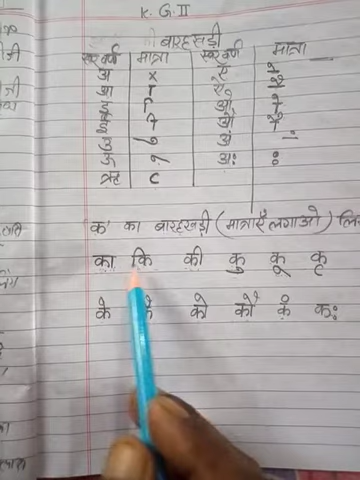 K. G. II
बारहखड़ी
स्वर वर्ण मात्रा स्वर वर्ण मात्रा
अ x ए े
आ ा ऐ ै
इ ि ओ ो
ई ी औ ौ
उ ु अं ं
ऊ ू अः ः
ऋ ृ
क' का बारहखड़ी (मात्राएँ लगाओ)
का कि की कु कू कृ
के को कौ कं कः